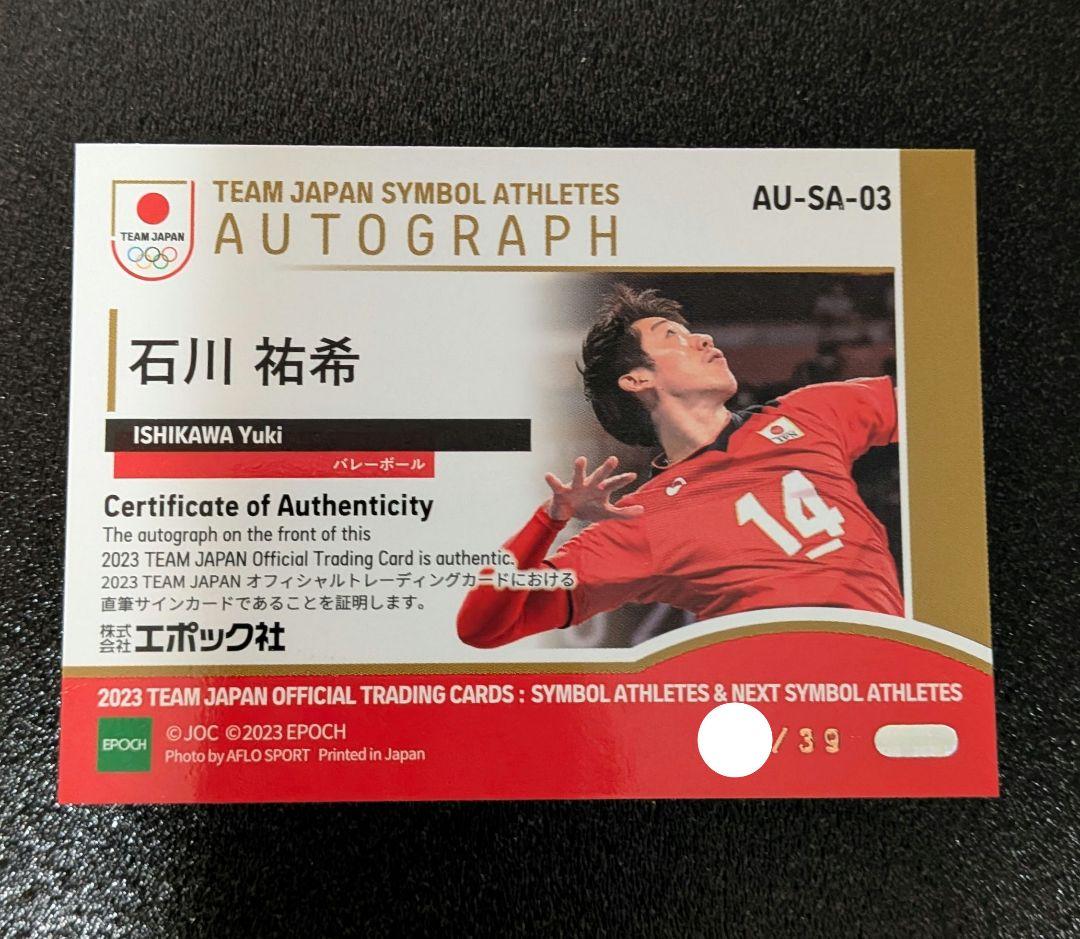 TEAM JAPAN SYMBOL ATHLETES
AUTOGRAPH
AU-SA-03
TEAM JAPAN
石川 祐希
ISHIKAWA Yuki
バレーボール
JPN
14
Certificate of Authenticity
The autograph on the front of this
2023 TEAM JAPAN Official Trading Card is authentic.
2023 TEAM JAPAN オフィシャルトレーディングカードにおける
直筆サインカードであることを証明します。
株式会社エポック社
2023 TEAM JAPAN OFFICIAL TRADING CARDS : SYMBOL ATHLETES & NEXT SYMBOL ATHLETES
EPOCH
©JOC ©2023 EPOCH
Photo by AFLO SPORT Printed in Japan
/39